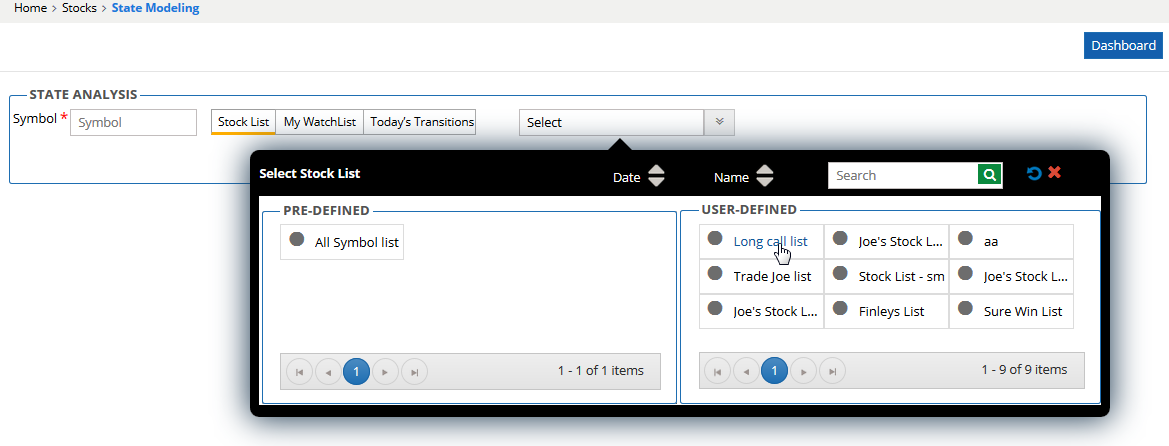 Home > Stocks > State Modeling
Dashboard
STATE ANALYSIS
Symbol * Symbol Stock List My WatchList Today's Transitions Select
Select Stock List Date Name Search
PRE-DEFINED
All Symbol list
1
1 - 1 of 1 items
USER-DEFINED
Long call list Joe's Stock L... aa
Trade Joe list Stock List - sm Joe's Stock L...
Joe's Stock L... Finleys List Sure Win List
1
1 - 9 of 9 items